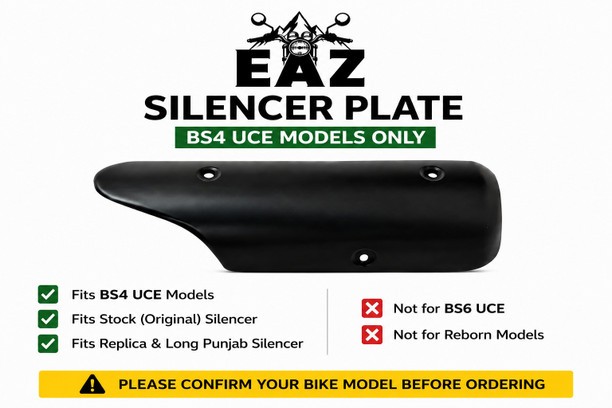 EAZ
SILENCER PLATE
BS4 UCE MODELS ONLY
Fits BS4 UCE Models
Fits Stock (Original) Silencer
Fits Replica & Long Punjab Silencer
Not for BS6 UCE
Not for Reborn Models
PLEASE CONFIRM YOUR BIKE MODEL BEFORE ORDERING